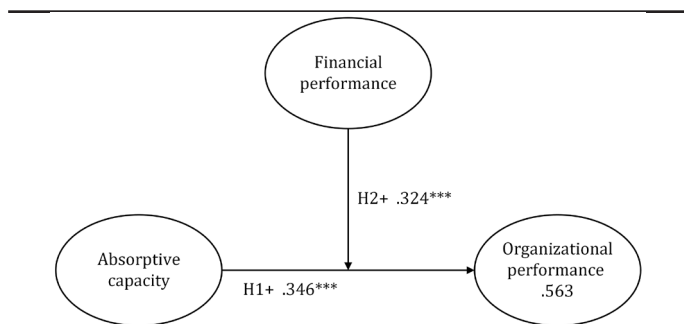 Financial
performance
H2+ .324***
Absorptive
capacity
H1+ .346***
Organizational
performance
.563